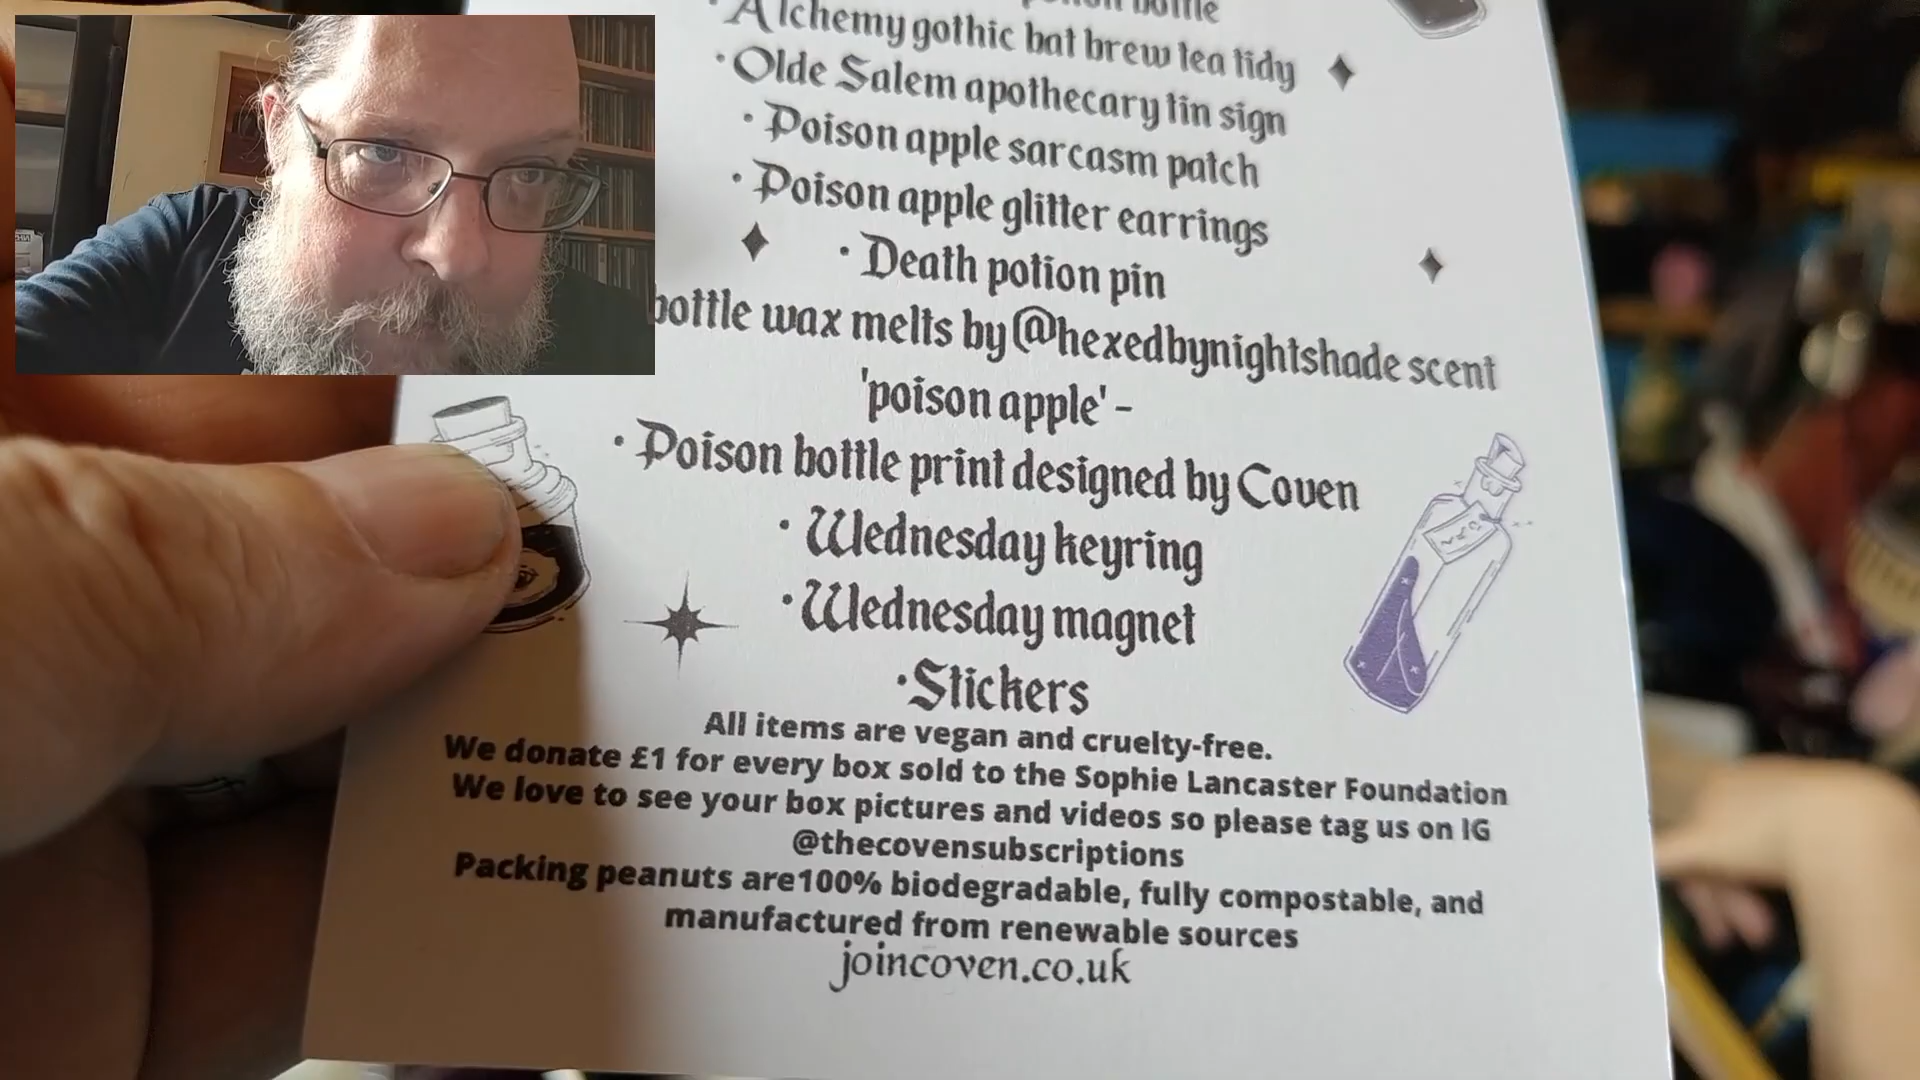 bottle
· Alchemy gothic bat brew tea tidy
· Olde Salem apothecary tin sign
· Poison apple sarcasm patch
· Poison apple glitter earrings
· Death potion pin
bottle wax melts by @hexedbynightshade scent
'poison apple' -
· Poison bottle print designed by Coven
· Wednesday keyring
· Wednesday magnet
· Stickers
All items are vegan and cruelty-free.
We donate £1 for every box sold to the Sophie Lancaster Foundation
We love to see your box pictures and videos so please tag us on IG
@thecovensubscriptions
Packing peanuts are100% biodegradable, fully compostable, and
manufactured from renewable sources
joincoven.co.uk